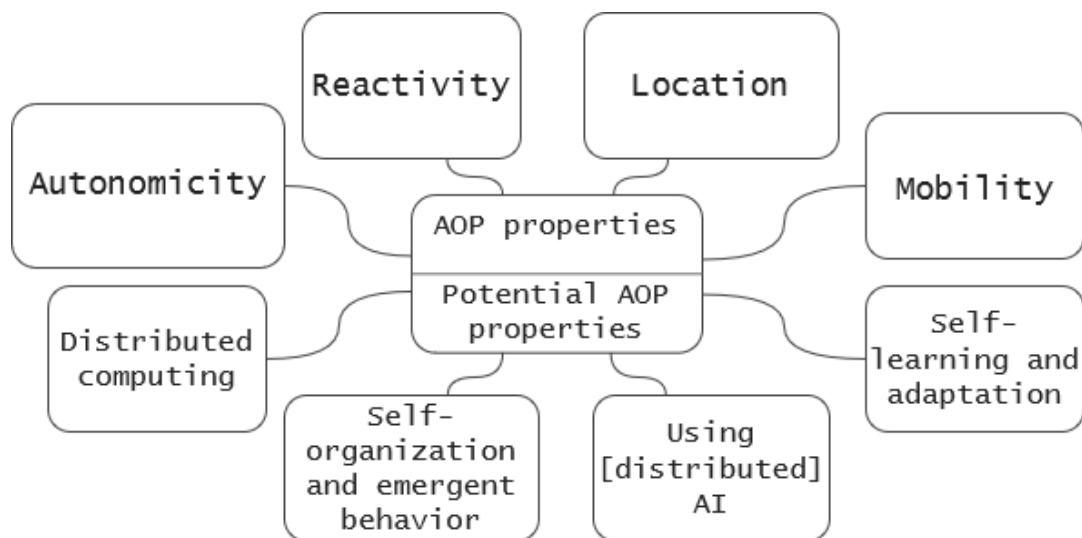 Reactivity
Location
Autonomicity
Mobility
AOP properties
Potential AOP
properties
Distributed
computing
Self-
learning and
adaptation
Self-
organization
and emergent
behavior
Using
[distributed]
AI